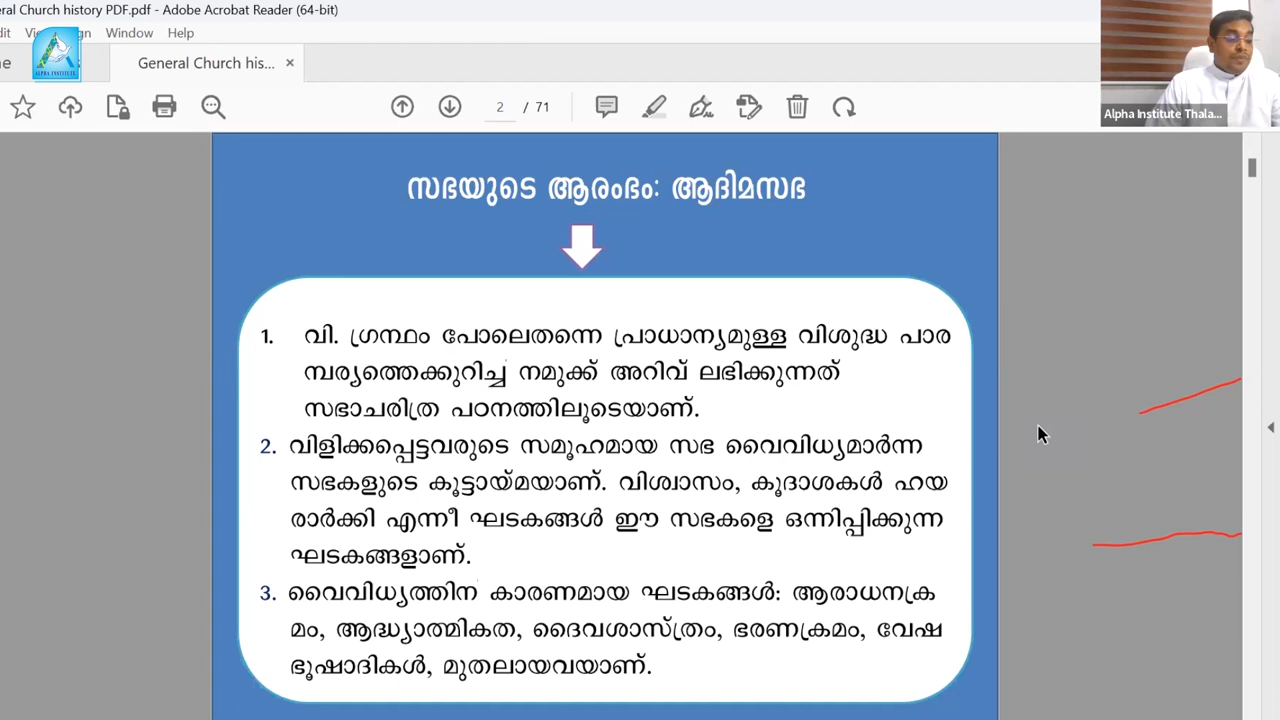 eral Church history PDF.pdf - Adobe Acrobat Reader (64-bit)
Window Help
ALPHA INSTITUTE
General Church his... ×
2 / 71
Alpha Institute Thala...
സഭയുടെ ആരംഭം: ആദിമസഭ
1. വി. ഗ്രന്ഥം പോലെതന്നെ പ്രാധാന്യമുള്ള വിശുദ്ധ പാര
മ്പര്യത്തെക്കുറിച്ച് നമുക്ക് അറിവ് ലഭിക്കുന്നത്
സഭാചരിത്ര പഠനത്തിലൂടെയാണ്.
2. വിളിക്കപ്പെട്ടവരുടെ സമൂഹമായ സഭ വൈവിധ്യമാർന്ന
സഭകളുടെ കൂട്ടായ്മയാണ്. വിശ്വാസം, കൂദാശകൾ ഹയ
രാർക്കി എന്നീ ഘടകങ്ങൾ ഈ സഭകളെ ഒന്നിപ്പിക്കുന്ന
ഘടകങ്ങളാണ്.
3. വൈവിധ്യത്തിന് കാരണമായ ഘടകങ്ങൾ: ആരാധനക്ര
മം, ആദ്ധ്യാത്മികത, ദൈവശാസ്ത്രം, ഭരണക്രമം, വേഷ
ഭൂഷാദികൾ, മുതലായവയാണ്.